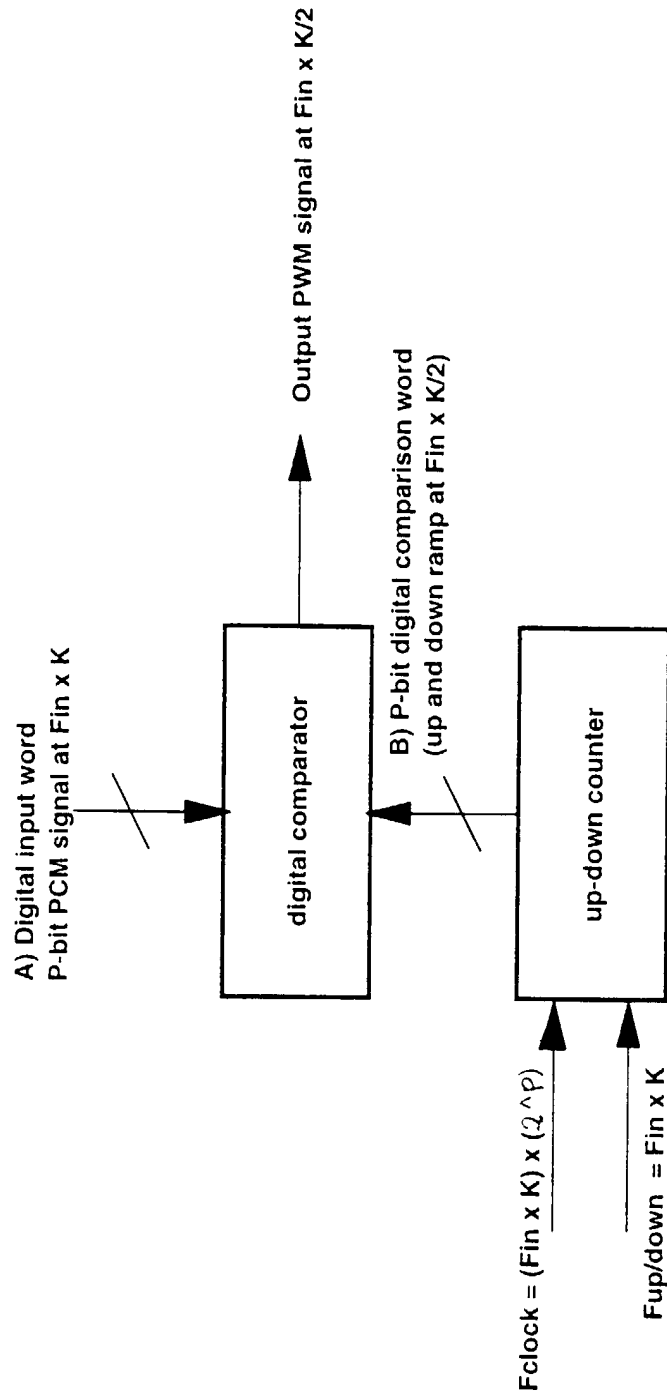 A) Digital input word
P-bit PCM signal at Fin x K
digital comparator
Output PWM signal at Fin x K/2
B) P-bit digital comparison word
(up and down ramp at Fin x K/2)
up-down counter
Fclock = (Fin x K) x (2^P)
Fup/down = Fin x K